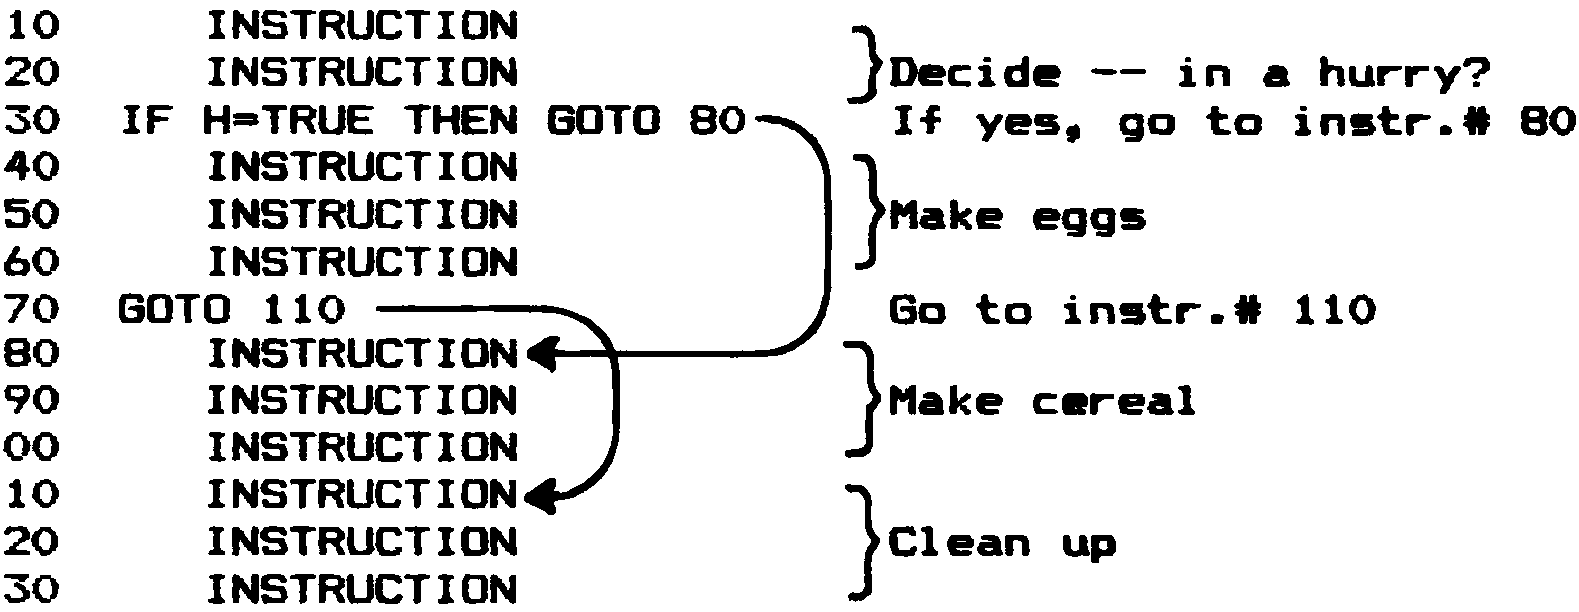 10 INSTRUCTION
20 INSTRUCTION Decide -- in a hurry?
30 IF H=TRUE THEN GOTO 80 If yes, go to instr.# 80
40 INSTRUCTION
50 INSTRUCTION Make eggs
60 INSTRUCTION
70 GOTO 110 Go to instr.# 110
80 INSTRUCTION
90 INSTRUCTION Make cereal
00 INSTRUCTION
10 INSTRUCTION
20 INSTRUCTION Clean up
30 INSTRUCTION